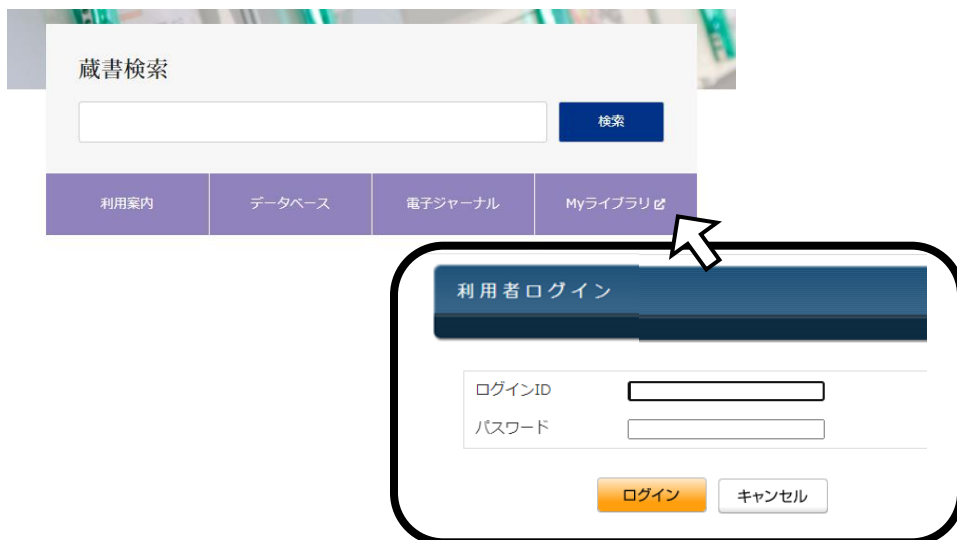 蔵書検索
検索
利用案内 データベース 電子ジャーナル Myライブラリ
利用者ログイン
ログインID
パスワード
ログイン キャンセル